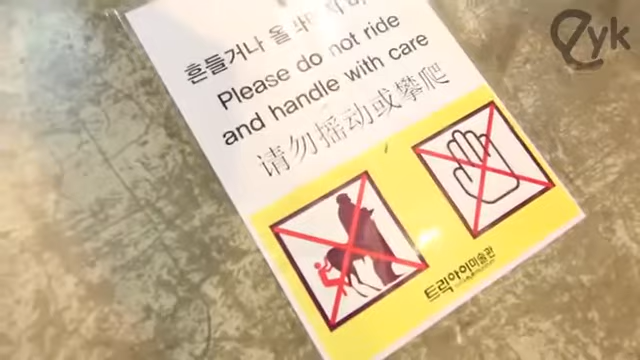 eyk
흔들거나
Please do not ride
and handle with care
请勿摇动或攀爬
트릭아이미술관